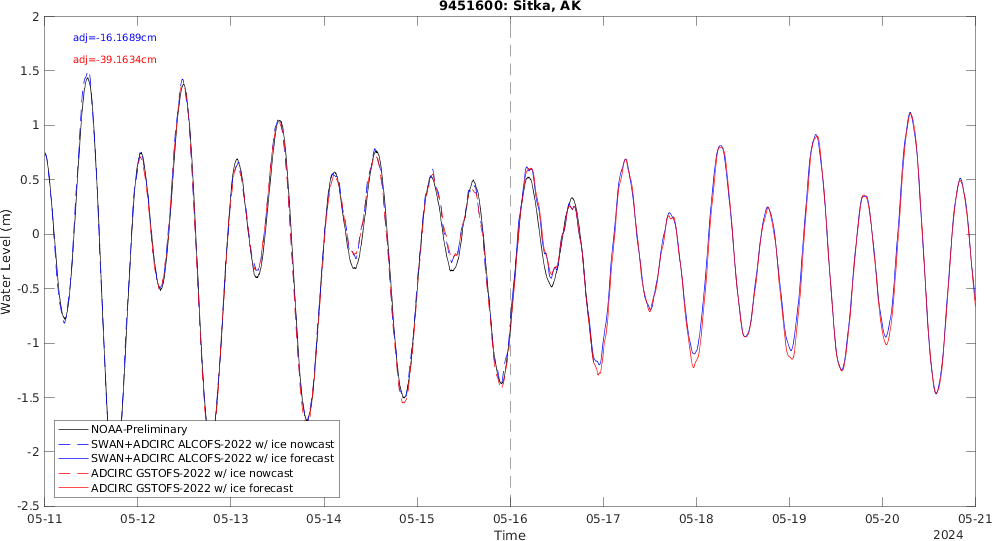 9451600: Sitka, AK
adj=-16.1689cm
adj=-39.1634cm
Water Level (m)
2
1.5
1
0.5
0
-0.5
-1
-1.5
-2
-2.5
NOAA-Preliminary
SWAN+ADCIRC ALCOFS-2022 w/ ice nowcast
SWAN+ADCIRC ALCOFS-2022 w/ ice forecast
ADCIRC GSTOFS-2022 w/ ice nowcast
ADCIRC GSTOFS-2022 w/ ice forecast
05-11 05-12 05-13 05-14 05-15 05-16 05-17 05-18 05-19 05-20 05-21
Time
2024